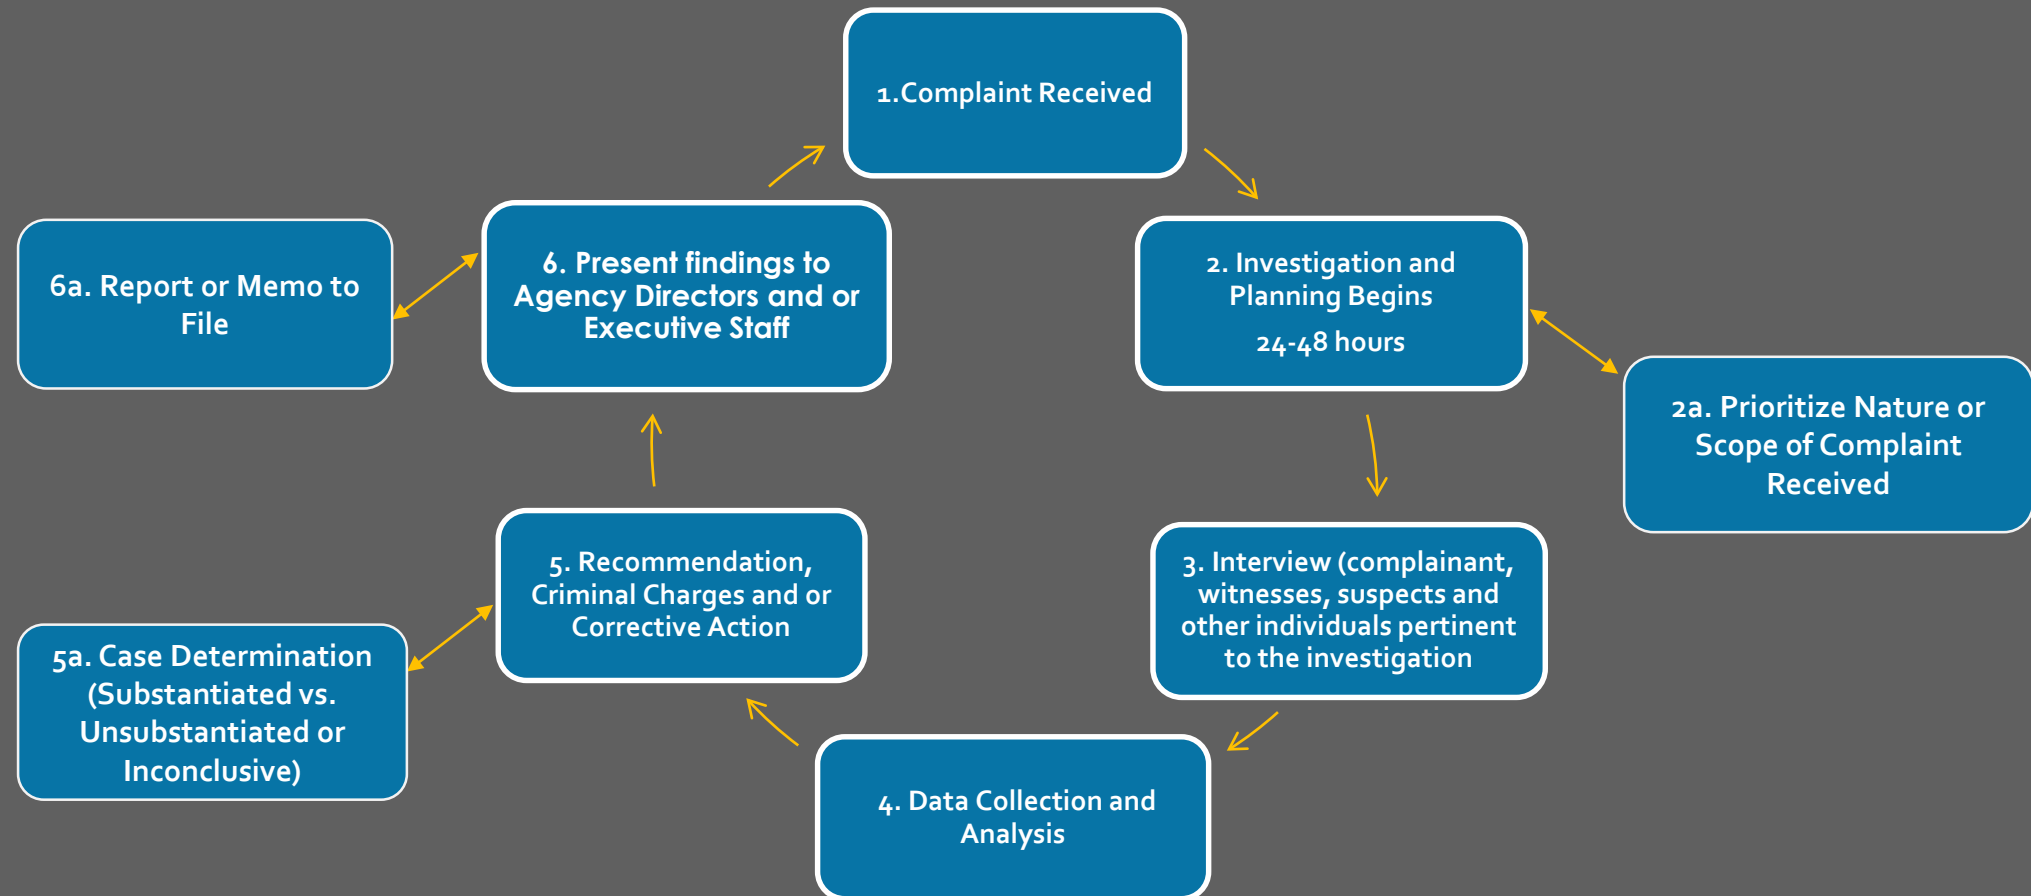 1.Complaint Received
2. Investigation and
Planning Begins
24-48 hours
2a. Prioritize Nature or
Scope of Complaint
Received
3. Interview (complainant,
witnesses, suspects and
other individuals pertinent
to the investigation
4. Data Collection and
Analysis
5. Recommendation,
Criminal Charges and or
Corrective Action
5a. Case Determination
(Substantiated vs.
Unsubstantiated or
Inconclusive)
6. Present findings to
Agency Directors and or
Executive Staff
6a. Report or Memo to
File